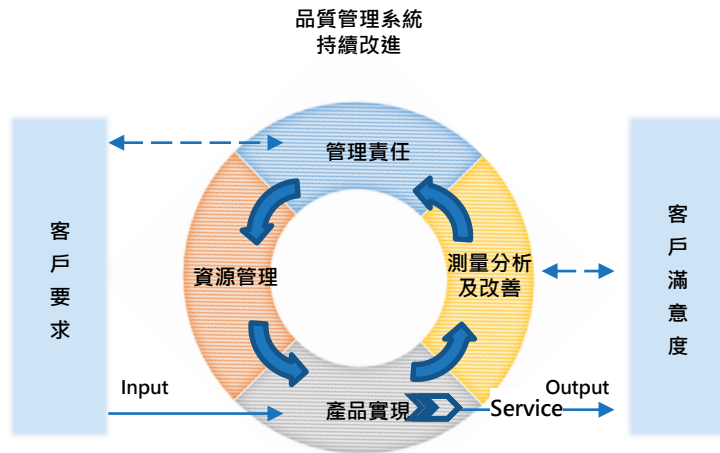 品質管理系統
持續改進
管理責任
客戶要求
資源管理
測量分析
及改善
客戶滿意度
Input
Output
產品實現
Service